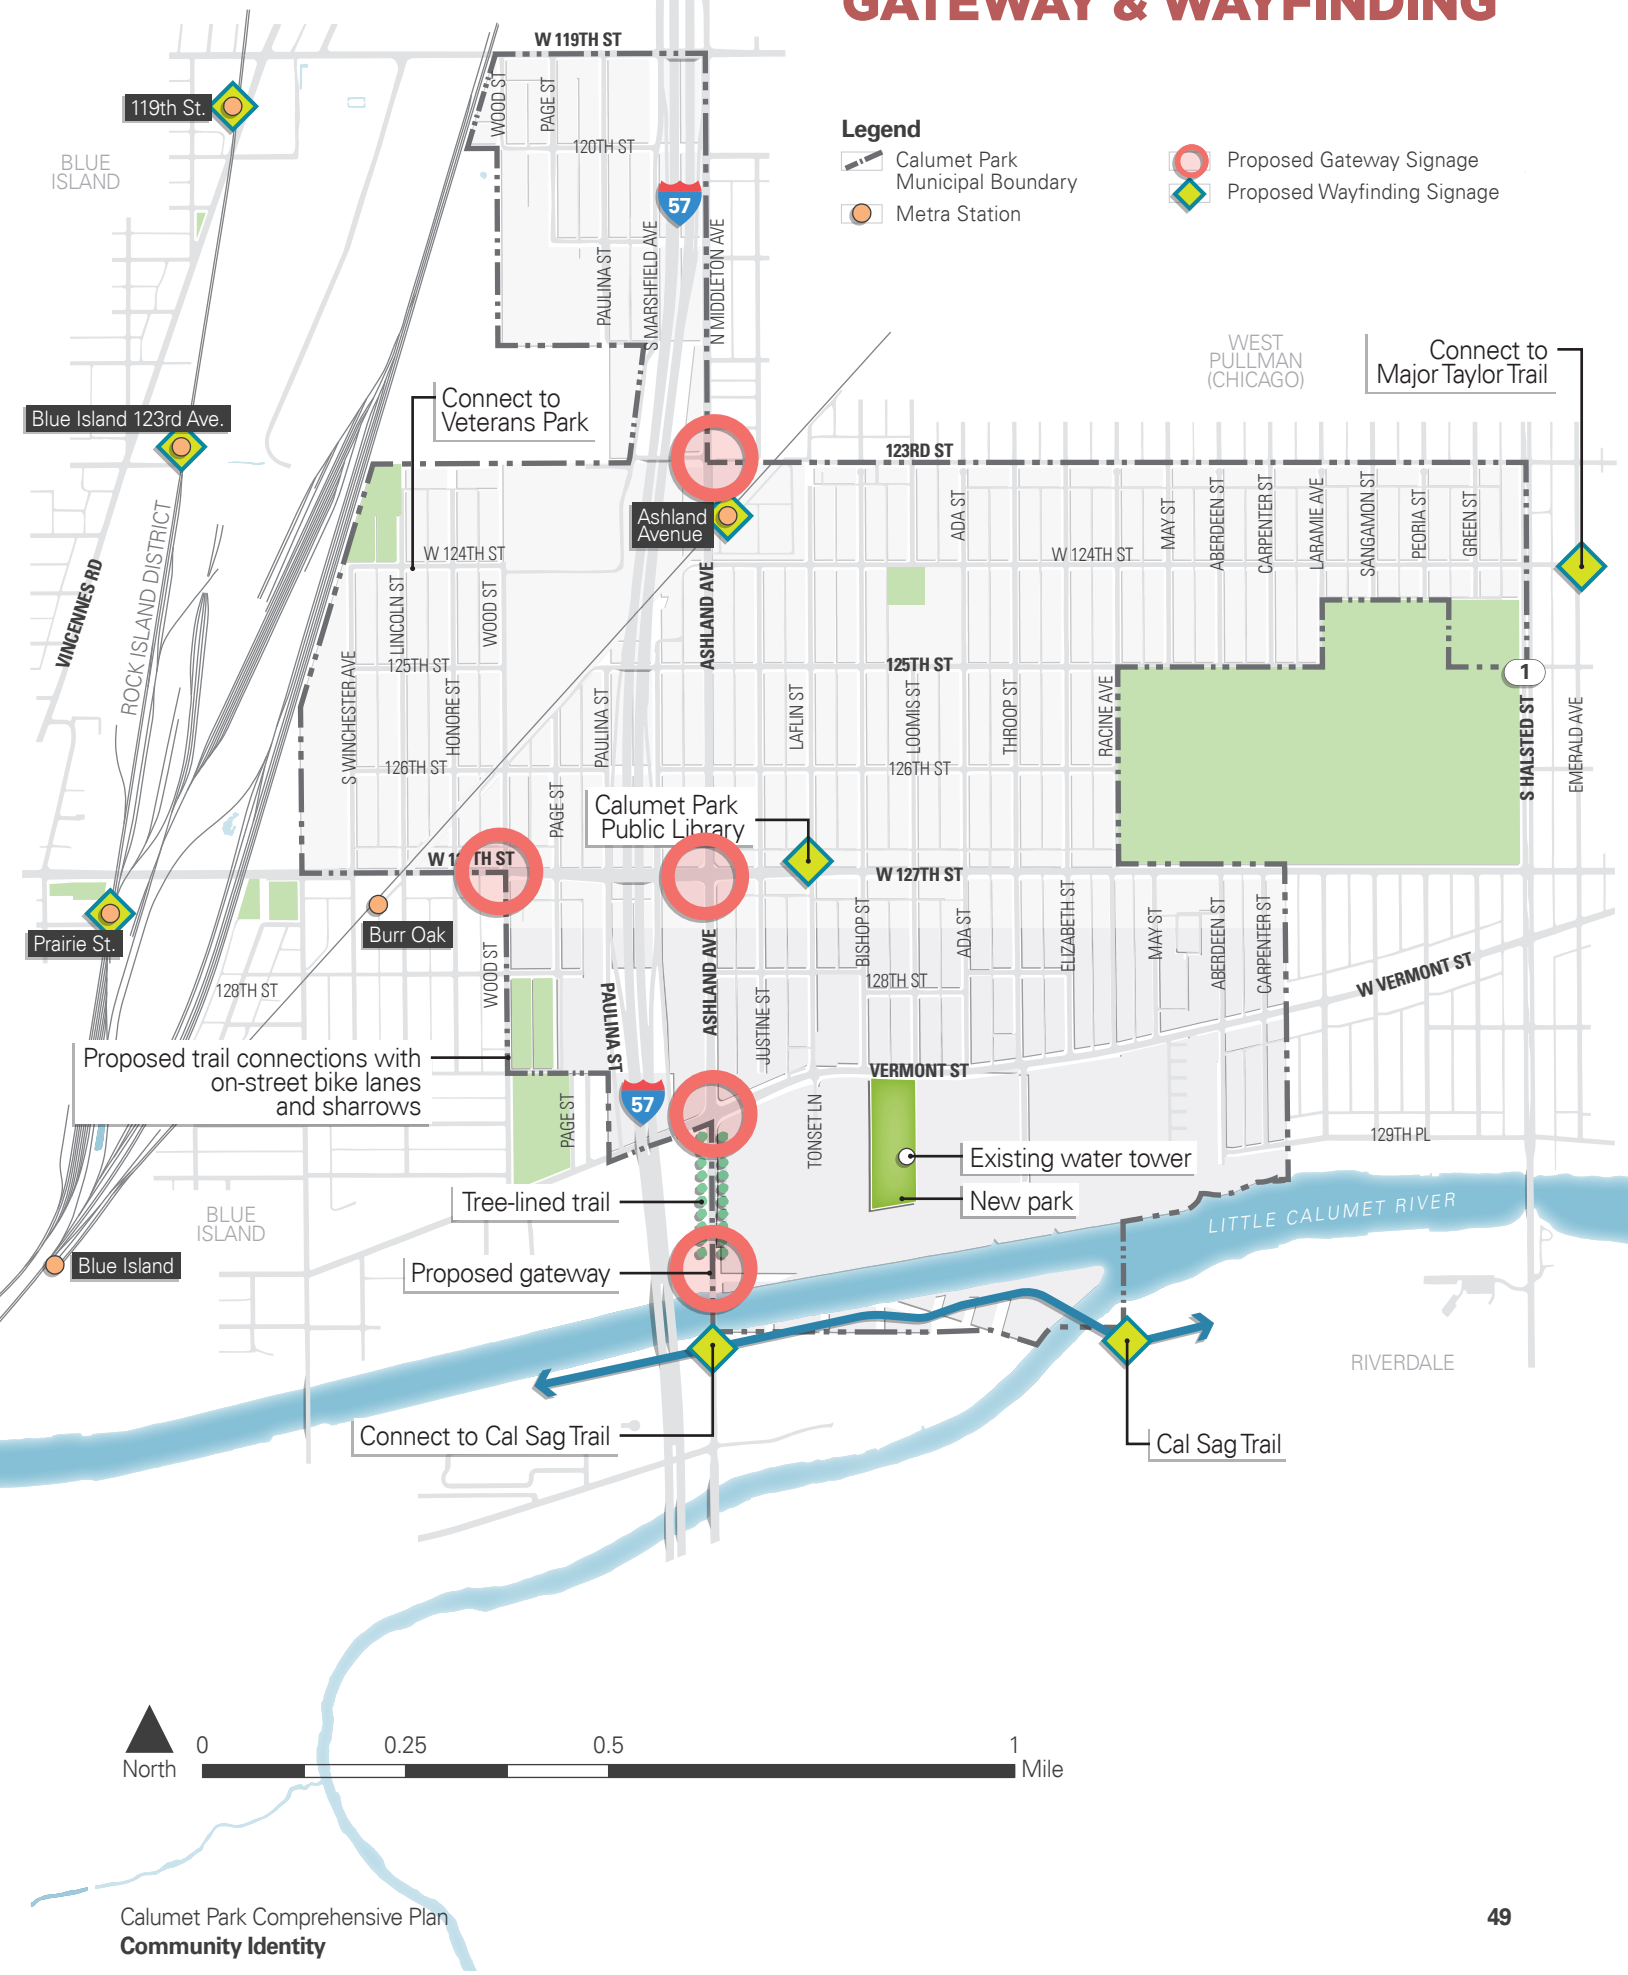 GATEWAY & WAYFINDING
Legend
Calumet Park
Municipal Boundary
Metra Station
Proposed Gateway Signage
Proposed Wayfinding Signage
W 119TH ST
WOOD ST
PAGE ST
120TH ST
57
PAULINA ST
S MARSHFIELD AVE
N MIDDLETON AVE
119th St.
BLUE
ISLAND
WEST
PULLMAN
(CHICAGO)
Connect to
Major Taylor Trail
Connect to
Veterans Park
Blue Island 123rd Ave.
123RD ST
Ashland
Avenue
ADA ST
MAY ST
ABERDEEN ST
CARPENTER ST
LARAMIE AVE
SANGAMON ST
PEORIA ST
GREEN ST
W 124TH ST
W 124TH ST
VINCENNES RD
ROCK ISLAND DISTRICT
LINCOLN ST
WOOD ST
ASHLAND AVE
125TH ST
125TH ST
1
S WINCHESTER AVE
HONORE ST
PAULINA ST
LAFLIN ST
LOOMIS ST
THROOP ST
RACINE AVE
S HALSTED ST
EMERALD AVE
126TH ST
126TH ST
PAGE ST
Calumet Park
Public Library
W 127TH ST
W 127TH ST
Burr Oak
Prairie St.
WOOD ST
PAULINA ST
ASHLAND AVE
JUSTINE ST
BISHOP ST
ADA ST
ELIZABETH ST
MAY ST
ABERDEEN ST
CARPENTER ST
128TH ST
128TH ST
W VERMONT ST
Proposed trail connections with
on-street bike lanes
and sharrows
VERMONT ST
57
PAGE ST
TONSET LN
129TH PL
Existing water tower
New park
Tree-lined trail
BLUE
ISLAND
LITTLE CALUMET RIVER
Blue Island
Proposed gateway
RIVERDALE
Connect to Cal Sag Trail
Cal Sag Trail
North
0 0.25 0.5 1
Mile
Calumet Park Comprehensive Plan
Community Identity
49